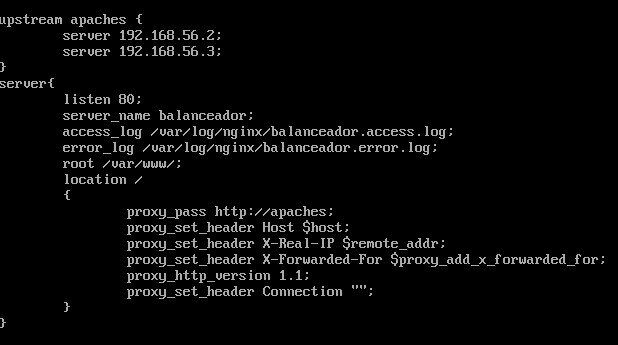 upstream apaches {
        server 192.168.56.2;
        server 192.168.56.3;
}
server{
        listen 80;
        server_name balanceador;
        access_log /var/log/nginx/balanceador.access.log;
        error_log /var/log/nginx/balanceador.error.log;
        root /var/www/;
        location /
        {
                proxy_pass http://apaches;
                proxy_set_header Host $host;
                proxy_set_header X-Real-IP $remote_addr;
                proxy_set_header X-Forwarded-For $proxy_add_x_forwarded_for;
                proxy_http_version 1.1;
                proxy_set_header Connection "";
        }
}